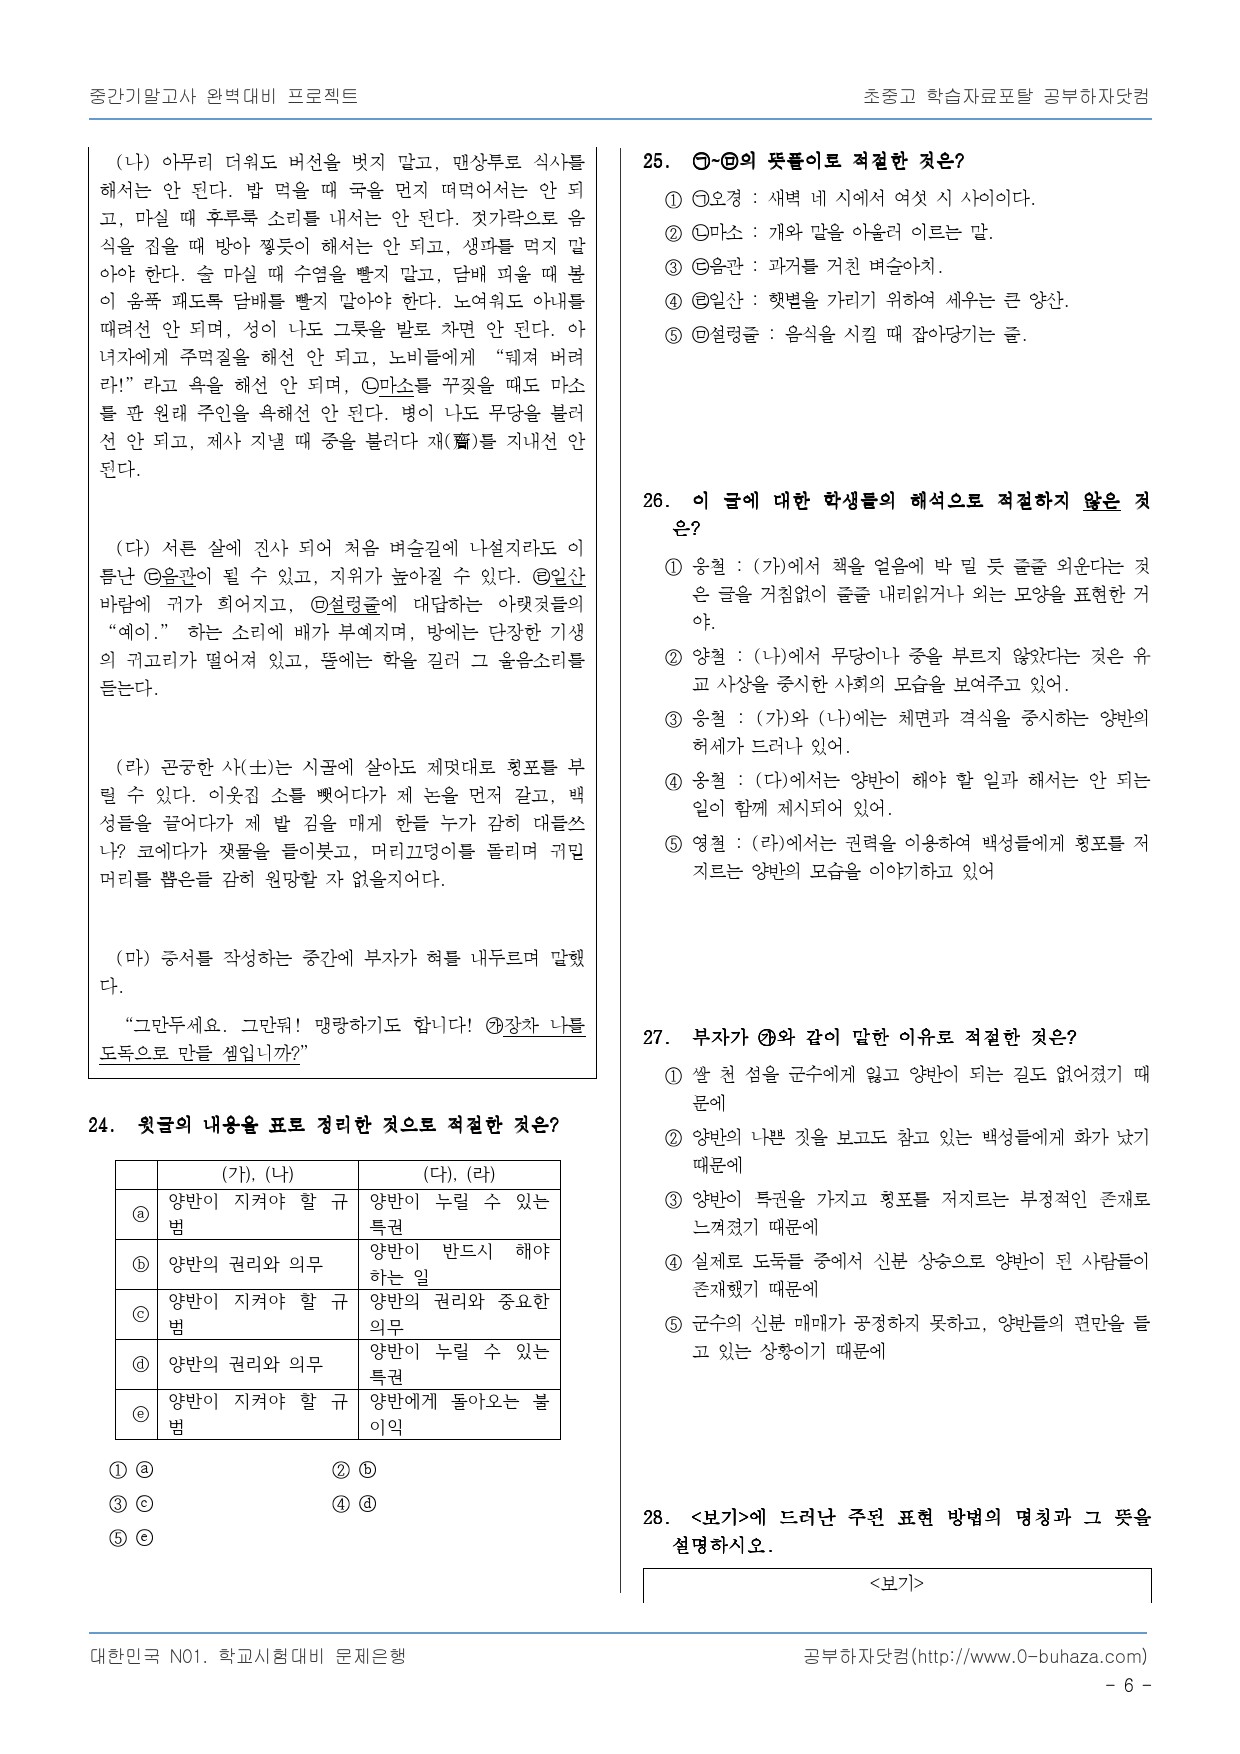 중간기말고사 완벽대비 프로젝트
초중고 학습자료포탈 공부하자닷컴
(나) 아무리 더워도 버선을 벗지 말고, 맨상투로 식사를
해서는 안 된다. 밥 먹을 때 국을 먼지 떠먹어서는 안 되
고, 마실 때 후루룩 소리를 내서는 안 된다. 젓가락으로 음
식을 집을 때 방아 찧듯이 해서는 안 되고, 생파를 먹지 말
아야 한다. 술 마실 때 수염을 빨지 말고, 담배 피울 때 볼
이 움푹 패도록 담배를 빨지 말아야 한다. 노여워도 아내를
때려선 안 되며, 성이 나도 그릇을 발로 차면 안 된다. 아
녀자에게 주먹질을 해선 안 되고, 노비들에게 “뒈져 버려
라!”라고 욕을 해선 안 되며, ㉡마소를 꾸짖을 때도 마소
를 판 원래 주인을 욕해선 안 된다. 병이 나도 무당을 불러
선 안 되고, 제사 지낼 때 중을 불러다 재(齎)를 지내선 안
된다.
(다) 서른 살에 진사 되어 처음 벼슬길에 나설지라도 이
름난 ㉢음관이 될 수 있고, 지위가 높아질 수 있다. ㉣일산
바람에 귀가 희어지고, ㉤설렁줄에 대답하는 아랫것들의
“예이.” 하는 소리에 배가 부예지며, 방에는 단장한 기생
의 귀고리가 떨어져 있고, 뜰에는 학을 길러 그 울음소리를
듣는다.
(라) 곤궁한 사(士)는 시골에 살아도 제멋대로 횡포를 부
릴 수 있다. 이웃집 소를 뺏어다가 제 논을 먼저 갈고, 백
성들을 끌어다가 제 밭 김을 매게 한들 누가 감히 대들쓰
나? 코에다가 잿물을 들이붓고, 머리끄덩이를 돌리며 귀밑
머리를 뽑은들 감히 원망할 자 없을지어다.
(마) 증서를 작성하는 중간에 부자가 혀를 내두르며 말했
다.
“그만두세요. 그만둬! 맹랑하기도 합니다! ㉮장차 나를
도독으로 만들 셈입니까?”
24. 윗글의 내용을 표로 정리한 것으로 적절한 것은?
(가), (나) (다), (라)
ⓐ 양반이 지켜야 할 규범 양반이 누릴 수 있는 특권
ⓑ 양반의 권리와 의무 양반이 반드시 해야 하는 일
ⓒ 양반이 지켜야 할 규범 양반의 권리와 중요한 의무
ⓓ 양반의 권리와 의무 양반이 누릴 수 있는 특권
ⓔ 양반이 지켜야 할 규범 양반에게 돌아오는 불이익
① ⓐ ② ⓑ
③ ⓒ ④ ⓓ
⑤ ⓔ
25. ㉠~㉤의 뜻풀이로 적절한 것은?
① ㉠오경 : 새벽 네 시에서 여섯 시 사이이다.
② ㉡마소 : 개와 말을 아울러 이르는 말.
③ ㉢음관 : 과거를 거친 벼슬아치.
④ ㉣일산 : 햇볕을 가리기 위하여 세우는 큰 양산.
⑤ ㉤설렁줄 : 음식을 시킬 때 잡아당기는 줄.
26. 이 글에 대한 학생들의 해석으로 적절하지 않은 것
은?
① 웅철 : (가)에서 책을 얼음에 박 밀 듯 줄줄 외운다는 것
은 글을 거침없이 줄줄 내리읽거나 외는 모양을 표현한 거
야.
② 양철 : (나)에서 무당이나 중을 부르지 않았다는 것은 유
교 사상을 중시한 사회의 모습을 보여주고 있어.
③ 웅철 : (가)와 (나)에는 체면과 격식을 중시하는 양반의
허세가 드러나 있어.
④ 옹철 : (다)에서는 양반이 해야 할 일과 해서는 안 되는
일이 함께 제시되어 있어.
⑤ 영철 : (라)에서는 권력을 이용하여 백성들에게 횡포를 저
지르는 양반의 모습을 이야기하고 있어
27. 부자가 ㉮와 같이 말한 이유로 적절한 것은?
① 쌀 천 섬을 군수에게 잃고 양반이 되는 길도 없어졌기 때
문에
② 양반의 나쁜 짓을 보고도 참고 있는 백성들에게 화가 났기
때문에
③ 양반이 특권을 가지고 횡포를 저지르는 부정적인 존재로
느껴졌기 때문에
④ 실제로 도둑들 중에서 신분 상승으로 양반이 된 사람들이
존재했기 때문에
⑤ 군수의 신분 매매가 공정하지 못하고, 양반들의 편만을 들
고 있는 상황이기 때문에
28. <보기>에 드러난 주된 표현 방법의 명칭과 그 뜻을
설명하시오.
<보기>
대한민국 N01. 학교시험대비 문제은행
공부하자닷컴(http://www.0-buhaza.com)
- 6 -